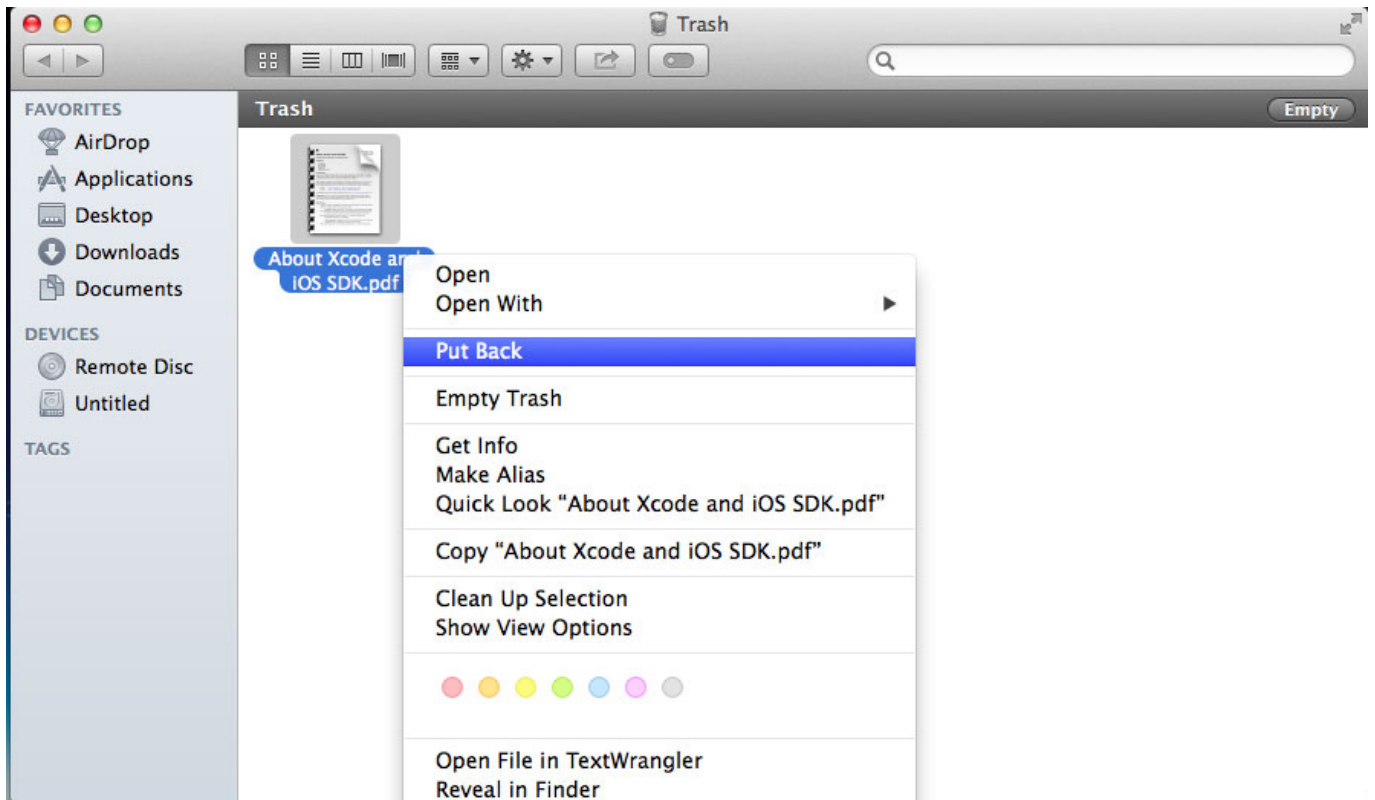 Trash
FAVORITES
AirDrop
Applications
Desktop
Downloads
Documents
DEVICES
Remote Disc
Untitled
TAGS
Trash
Empty
About Xcode and
iOS SDK.pdf
Open
Open With
Put Back
Empty Trash
Get Info
Make Alias
Quick Look “About Xcode and iOS SDK.pdf”
Copy “About Xcode and iOS SDK.pdf”
Clean Up Selection
Show View Options
Open File in TextWrangler
Reveal in Finder